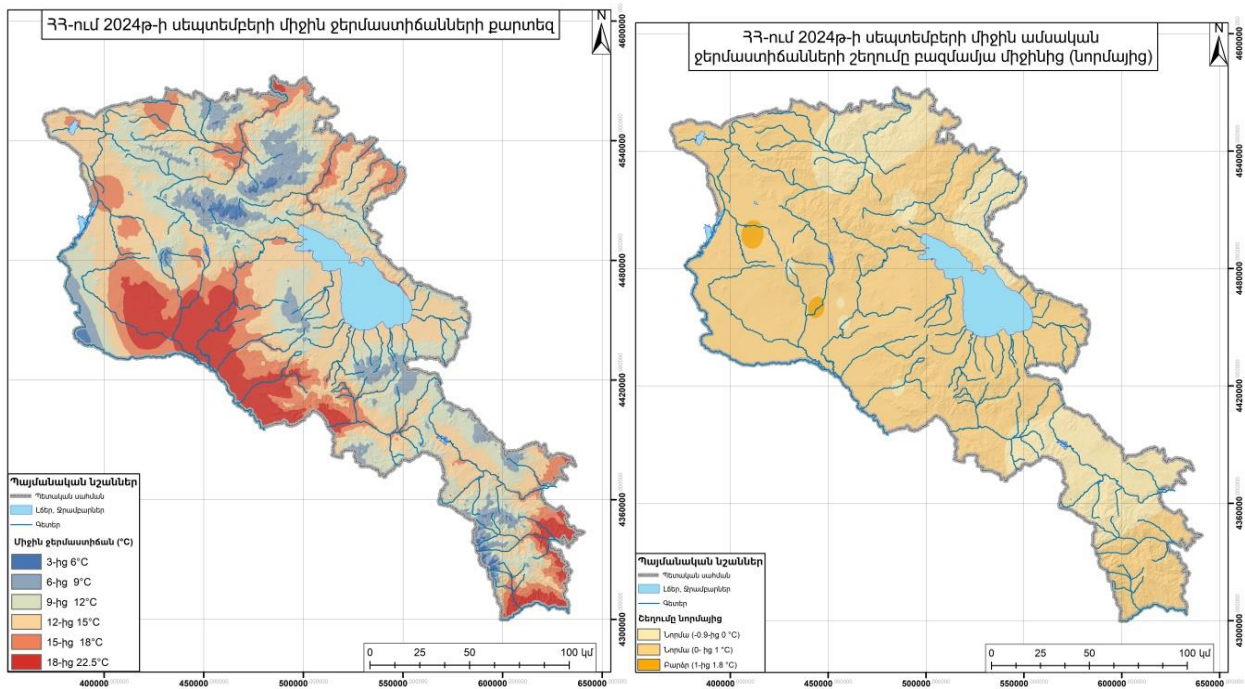 ՀՀ-ում 2024թ-ի սեպտեմբերի միջին ջերմաստիճանների քարտեզ
N
4600000
4540000
4480000
4420000
4360000
4300000
Պայմանական նշաններ
Պետական սահման
Լճեր, Ջրամբարներ
Գետեր
Միջին ջերմաստիճան (°C)
3-ից 6°C
6-ից 9°C
9-ից 12°C
12-ից 15°C
15-ից 18°C
18-ից 22.5°C
0 25 50 100 կմ
400000 450000 500000 550000 600000 650000
ՀՀ-ում 2024թ-ի սեպտեմբերի միջին ամսական
ջերմաստիճանների շեղումը բազմամյա միջինից (նորմայից)
N
4600000
4540000
4480000
4420000
4360000
4300000
Պայմանական նշաններ
Պետական սահման
Լճեր, Ջրամբարներ
Գետեր
Շեղումը նորմայից
Նորմա (-0.9-ից 0 °C)
Նորմա (0- ից 1 °C)
Բարձր (1-ից 1.8 °C)
0 25 50 100 կմ
400000 450000 500000 550000 600000 650000